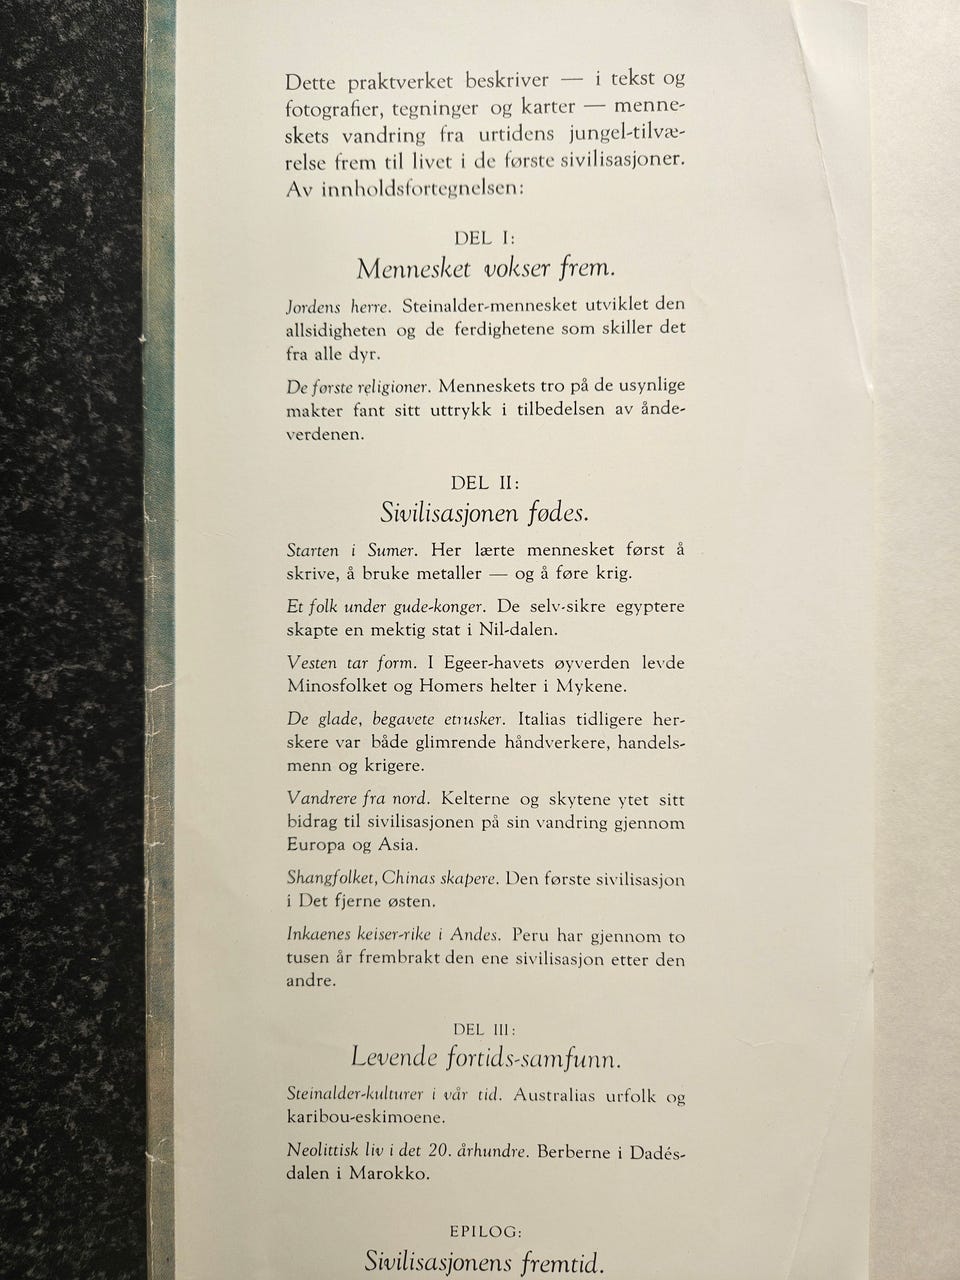 Dette praktverket beskriver — i tekst og
fotografier, tegninger og karter — menne-
skets vandring fra urtidens jungel-tilvæ-
relse frem til livet i de første sivilisasjoner.
Av innholdsfortegnelsen:
DEL I:
Mennesket vokser frem.
Jordens herre. Steinalder-mennesket utviklet den
allsidigheten og de ferdighetene som skiller det
fra alle dyr.
De første religioner. Menneskets tro på de usynlige
makter fant sitt uttrykk i tilbedelsen av ånde-
verdenen.
DEL II:
Sivilisasjonen fødes.
Starten i Sumer. Her lærte mennesket først å
skrive, å bruke metaller — og å føre krig.
Et folk under gude-konger. De selv-sikre egyptere
skapte en mektig stat i Nil-dalen.
Vesten tar form. I Egeer-havets øyverden levde
Minosfolket og Homers helter i Mykene.
De glade, begavete etrusker. Italias tidligere her-
skere var både glimrende håndverkere, handels-
menn og krigere.
Vandrere fra nord. Kelterne og skytene ytet sitt
bidrag til sivilisasjonen på sin vandring gjennom
Europa og Asia.
Shangfolket, Chinas skapere. Den første sivilisasjon
i Det fjerne østen.
Inkaenes keiser-rike i Andes. Peru har gjennom to
tusen år frembrakt den ene sivilisasjon etter den
andre.
DEL III:
Levende fortids-samfunn.
Steinalder-kulturer i vår tid. Australias urfolk og
karibou-eskimoene.
Neolittisk liv i det 20. århundre. Berberne i Dadés-
dalen i Marokko.
EPILOG:
Sivilisasjonens fremtid.